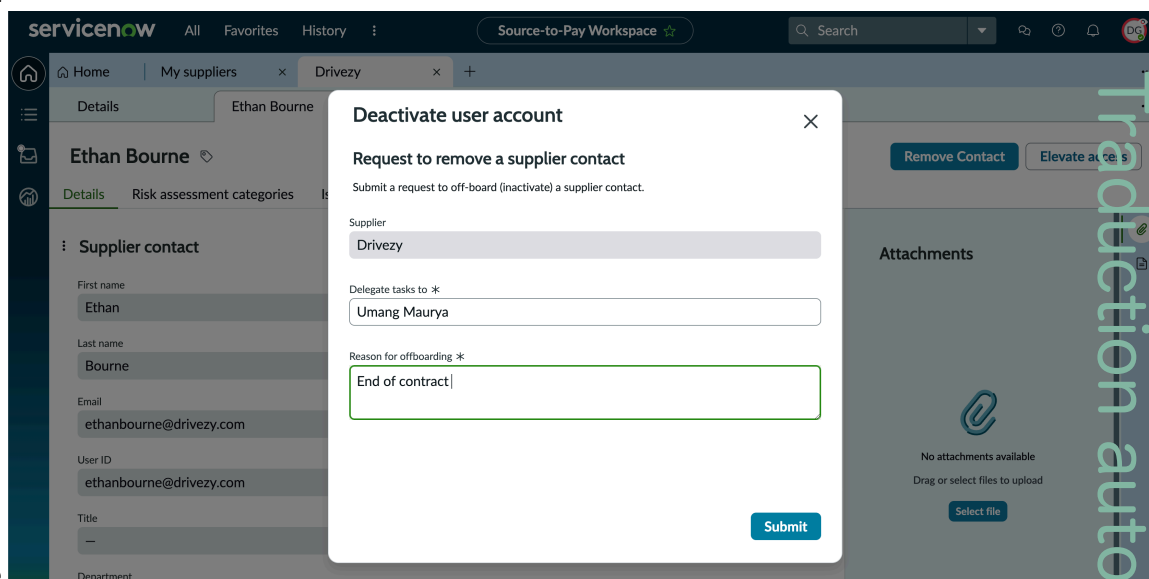 servicenow All Favorites History Source-to-Pay Workspace Search DG
Home My suppliers Drivezy
Details Ethan Bourne
Ethan Bourne
Remove Contact Elevate access
Details Risk assessment categories
Supplier contact
First name
Ethan
Last name
Bourne
Email
ethanbourne@drivezy.com
User ID
ethanbourne@drivezy.com
Title
—
Department
Deactivate user account
Request to remove a supplier contact
Submit a request to off-board (inactivate) a supplier contact.
Supplier
Drivezy
Delegate tasks to *
Umang Maurya
Reason for offboarding *
End of contract
Submit
Attachments
No attachments available
Drag or select files to upload
Select file
Traduction auto